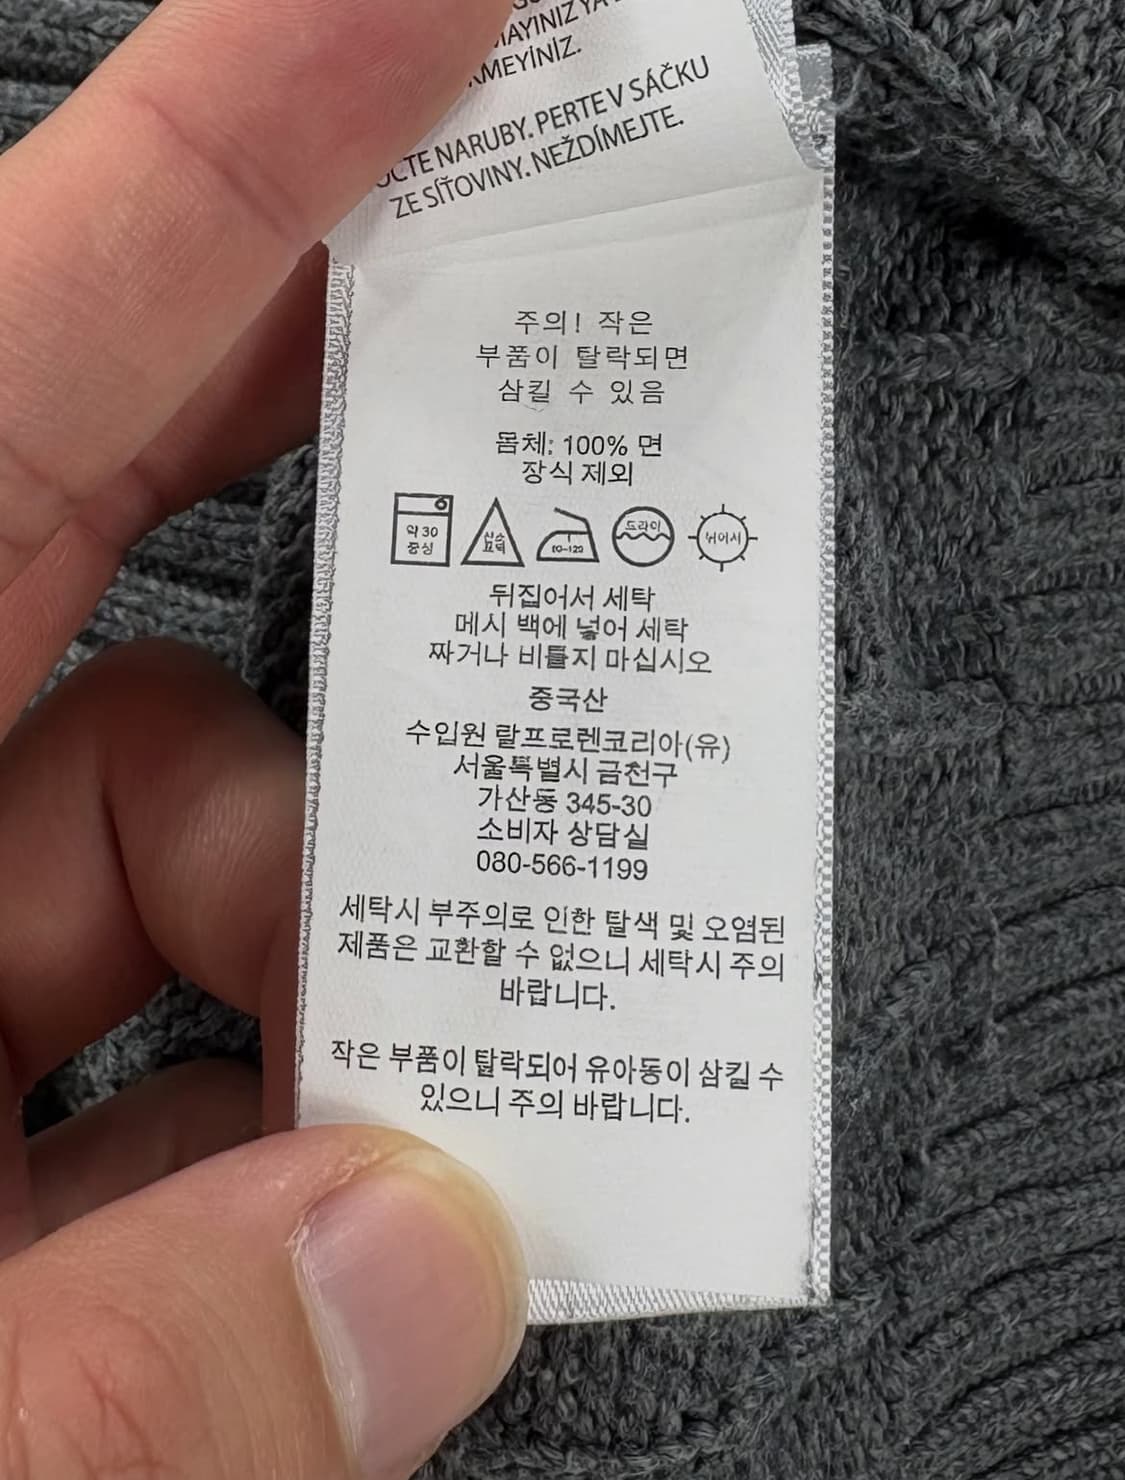 MAYINIZ YA
KMEYİNİZ.
NARUBY. PERTE V SÁČKU
ZE SÍŤOVINY. NEŽDÍMEJTE.
주의! 작은
부품이 탈락되면
삼킬 수 있음
몸체: 100% 면
장식 제외
약 30
중성
산소
표백
80-120
드라이
뉘어서
뒤집어서 세탁
메시 백에 넣어 세탁
짜거나 비틀지 마십시오
중국산
수입원 랄프로렌코리아(유)
서울특별시 금천구
가산동 345-30
소비자 상담실
080-566-1199
세탁시 부주의로 인한 탈색 및 오염된
제품은 교환할 수 없으니 세탁시 주의
바랍니다.
작은 부품이 탈락되어 유아동이 삼킬 수
있으니 주의 바랍니다.